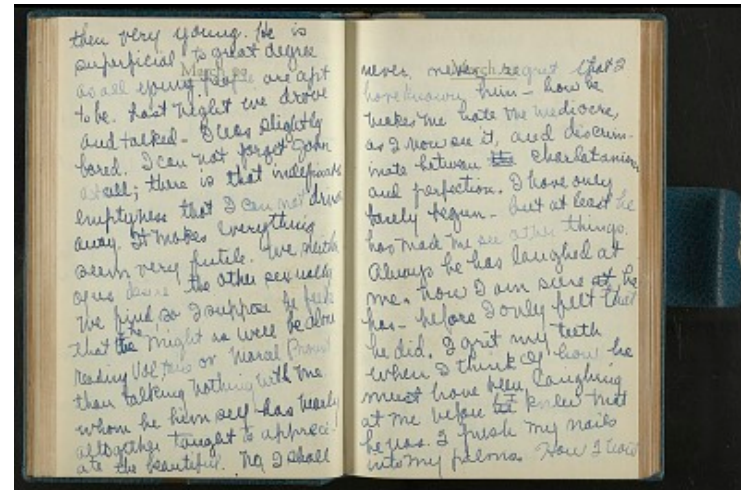 then very young. He is
superficial to great degree
as all young people are apt
to be. Last night we drove
and talked – I was slightly
bored. I can not forget John
at all; there is that indefinable
emptyness that I can not drive
away. It makes everything
seem very futile. We neither
of us desire the other sexually
We find, so I suppose he feels
that he might as well be alone
reading Voltaire or Marcel Proust
than talking nothing with me
whom he him self has nearly
altogether taught to appreci-
ate the beautiful. No, I shall
never, never regret that I
have known him – how he
makes me hate the mediocre,
as I now see it, and discrim-
inate between charlatanism
and perfection. I have only
barely begun – but at least he
has made me see other things.
Always he has laughed at
me. Now I am sure he
has – before I only felt that
he did. I grit my teeth
when I think of how he
must have been laughing
at me before I knew that
he was. I push my nails
into my palms. How I